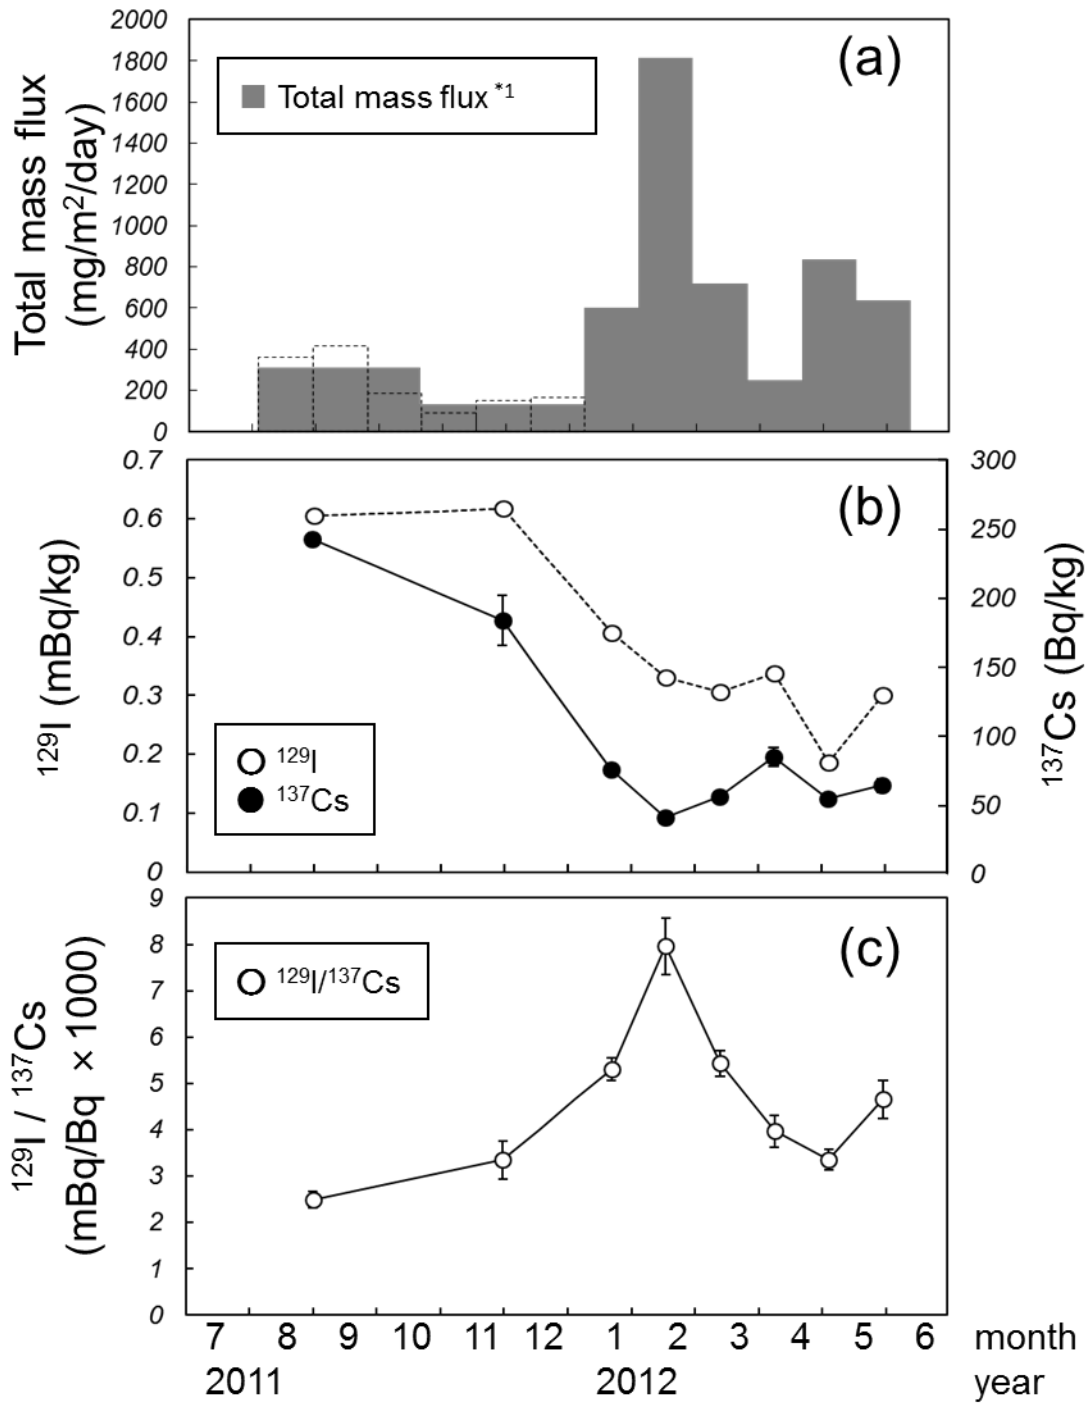 2000
1800
1600
1400
1200
1000
800
600
400
200
0
Total mass flux
(mg/m²/day)
Total mass flux *1
(a)
0.7
0.6
0.5
0.4
0.3
0.2
0.1
0
¹²⁹I (mBq/kg)
¹²⁹I
¹³⁷Cs
(b)
300
250
200
150
100
50
0
¹³⁷Cs (Bq/kg)
9
8
7
6
5
4
3
2
1
0
¹²⁹I / ¹³⁷Cs
(mBq/Bq ×1000)
¹²⁹I/¹³⁷Cs
(c)
7 8 9 10 11 12 1 2 3 4 5 6 month
2011 2012 year